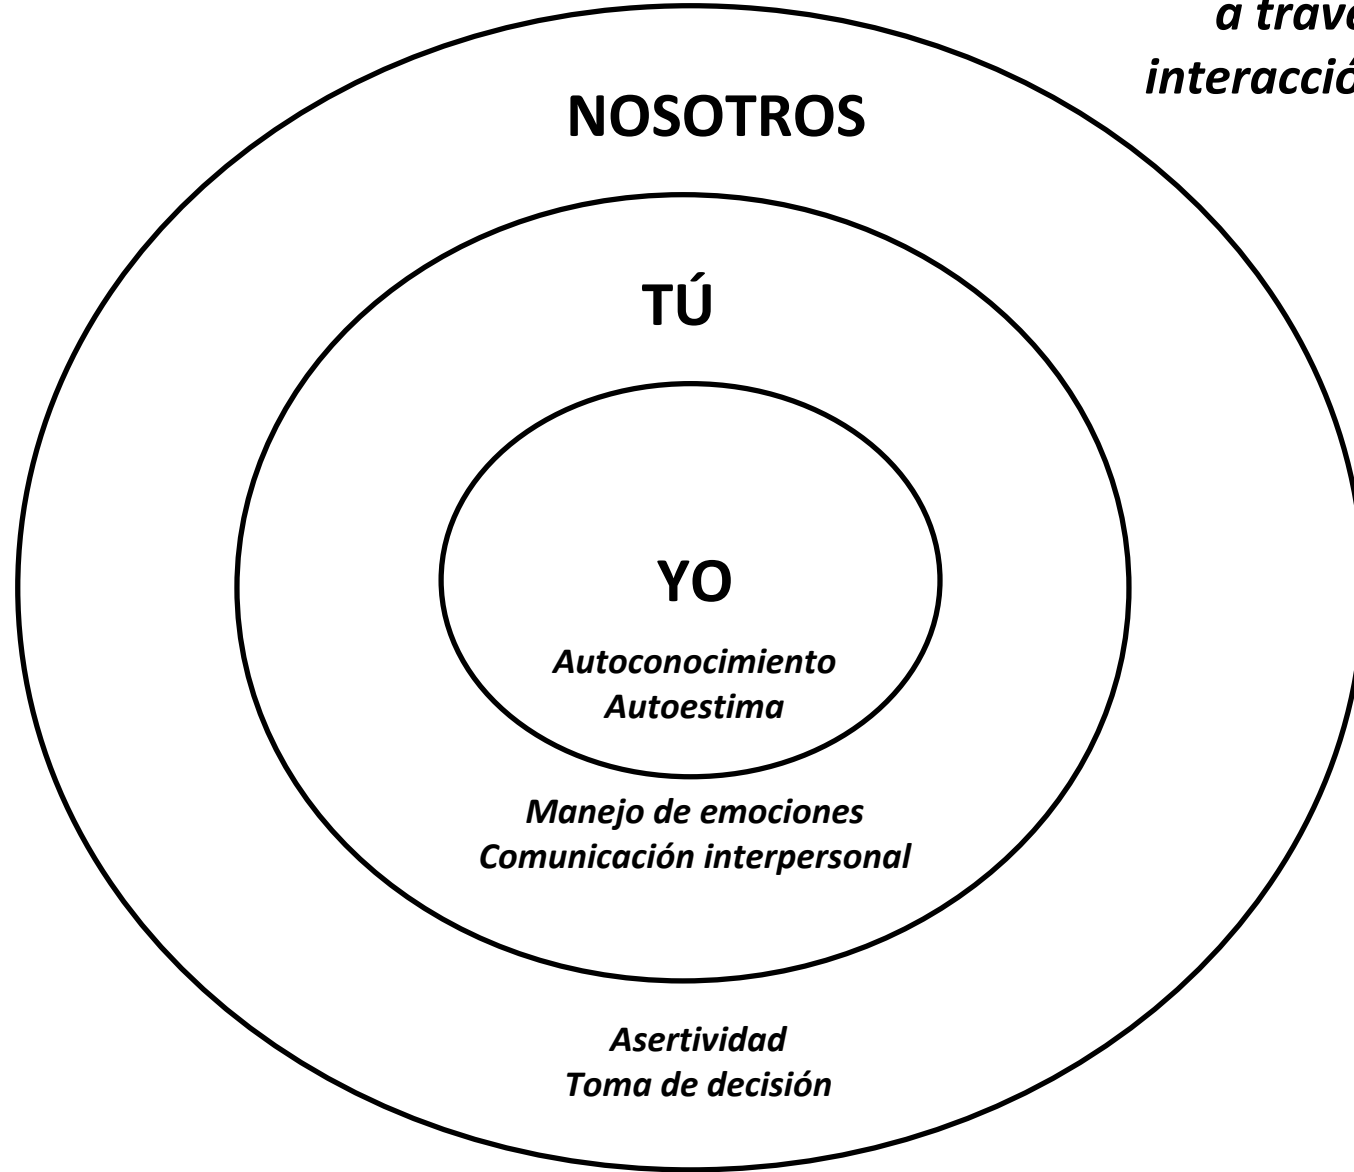 a travé
interacció
NOSOTROS
TÚ
YO
Autoconocimiento
Autoestima
Manejo de emociones
Comunicación interpersonal
Asertividad
Toma de decisión